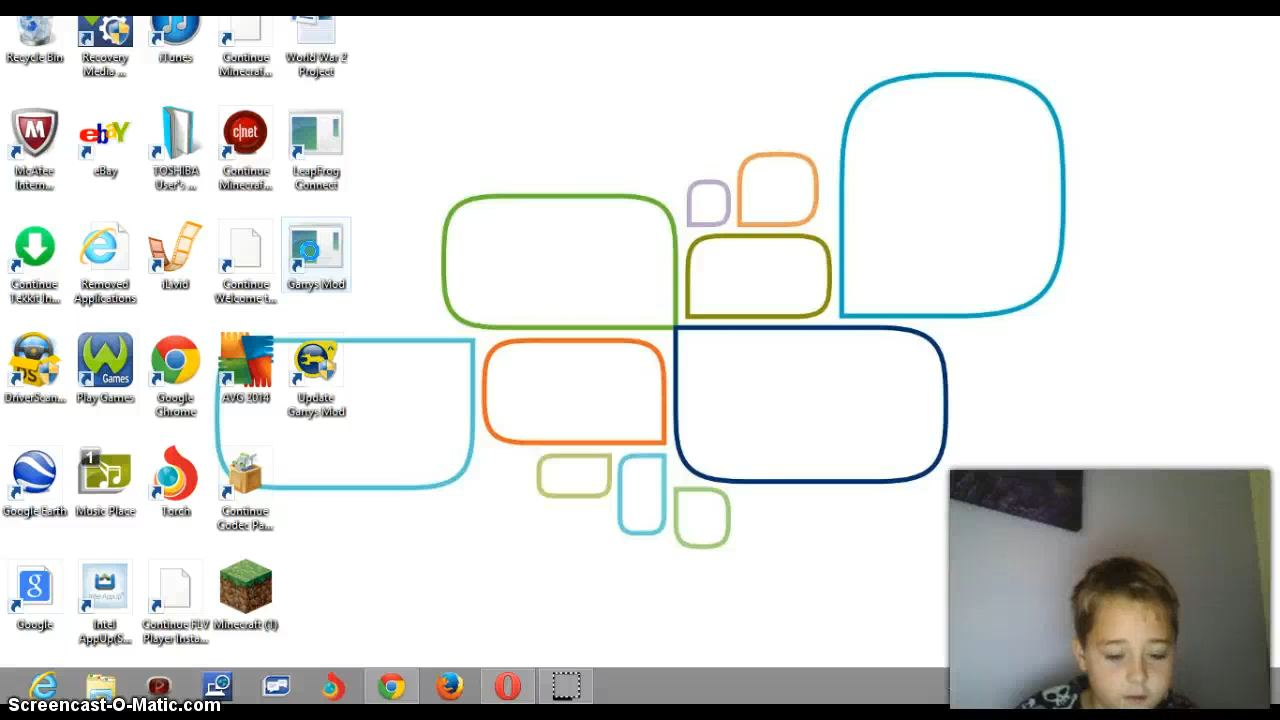 Recycle Bin
Recovery
Media ...
iTunes
Continue
Minecraf...
World War 2
Project
McAfee
Intern...
ebay
eBay
TOSHIBA
User's ...
c|net
Continue
Minecraf...
LeapFrog
Connect
Continue
Tekkit In...
Removed
Applications
iLivid
Continue
Welcome t...
Garrys Mod
DS
DriverScan...
Games
Play Games
Google
Chrome
AVG 2014
Update
Garrys Mod
Google Earth
1
Music Place
Torch
Continue
Codec Pa...
g
Google
Intel
AppUp(S...
Continue FLV
Player Insta...
Minecraft (1)
Screencast-O-Matic.com